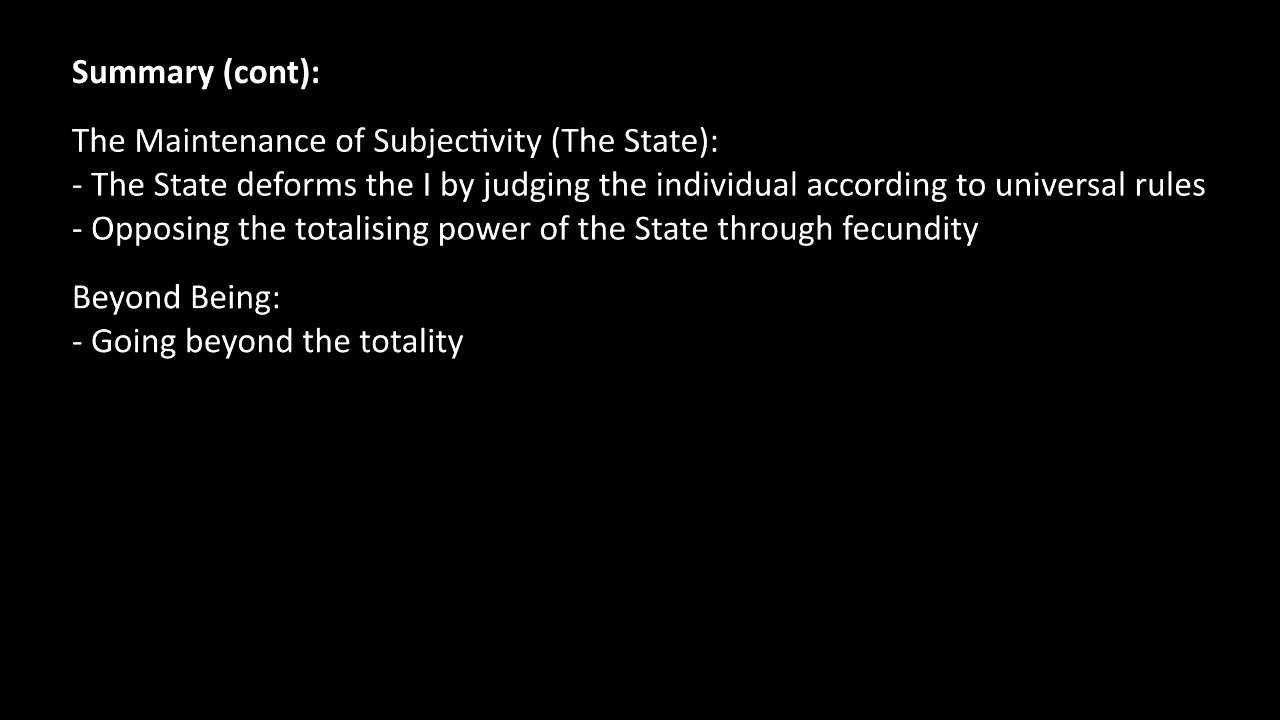 Summary (cont):
The Maintenance of Subjectivity (The State):
- The State deforms the I by judging the individual according to universal rules
- Opposing the totalising power of the State through fecundity
Beyond Being:
- Going beyond the totality